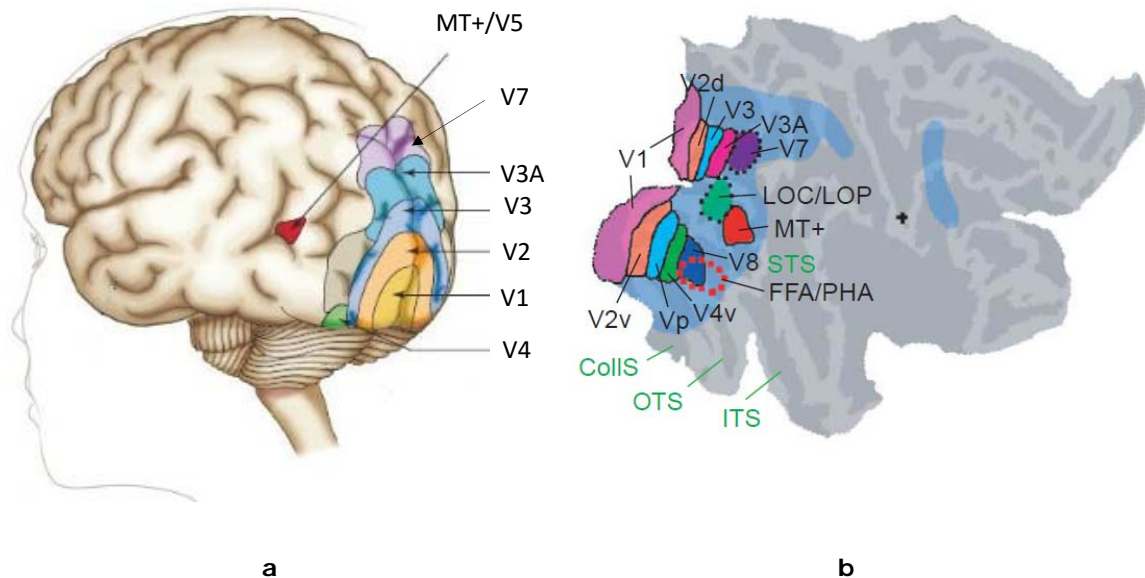 MT+/V5
V7
V3A
V3
V2
V1
V4
a
V2d
V3
V3A
V7
V1
LOC/LOP
MT+
V8
STS
FFA/PHA
V2v
Vp
V4v
CollS
OTS
ITS
b